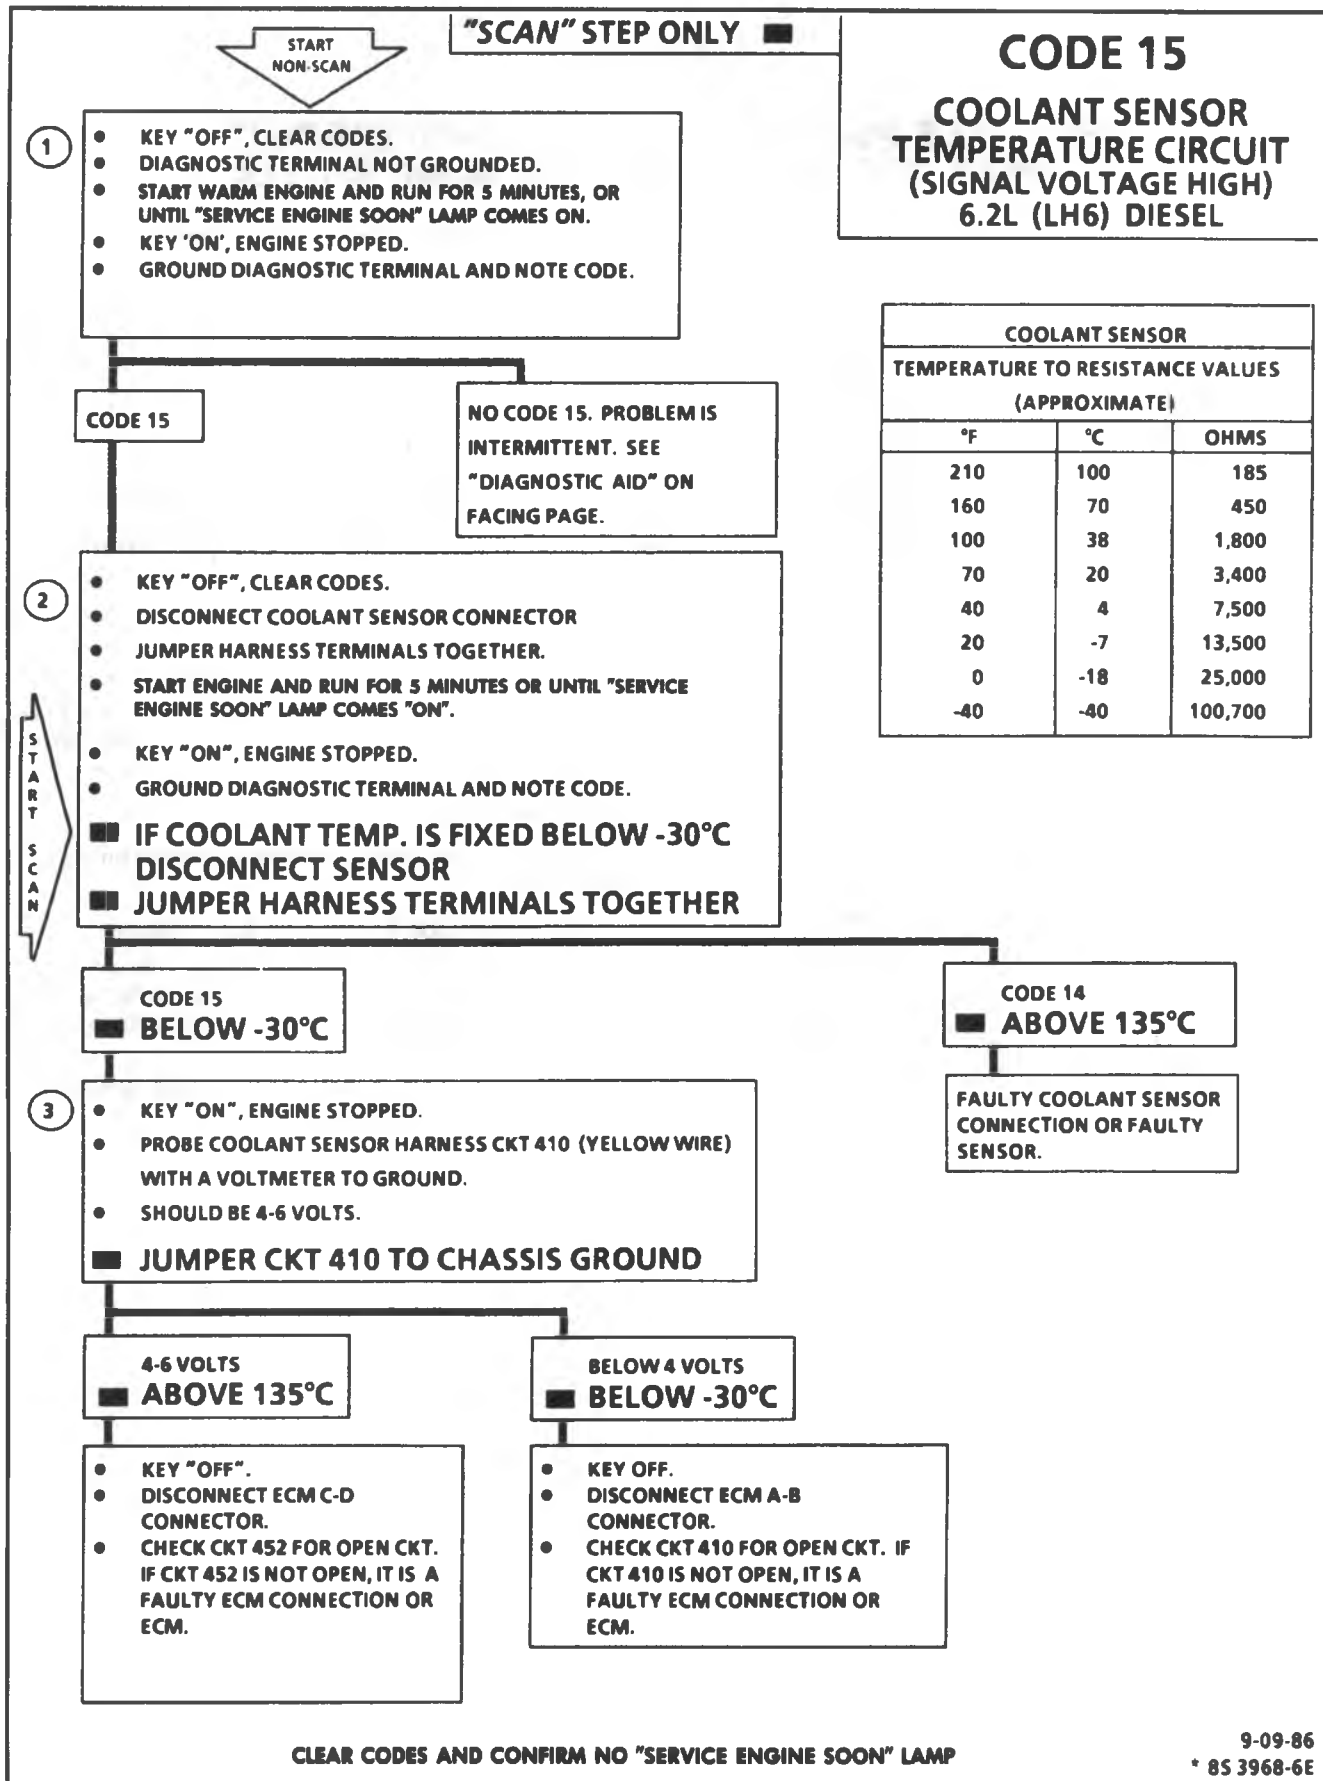 START
NON-SCAN
"SCAN" STEP ONLY
CODE 15
COOLANT SENSOR
TEMPERATURE CIRCUIT
(SIGNAL VOLTAGE HIGH)
6.2L (LH6) DIESEL
1
KEY "OFF", CLEAR CODES.
DIAGNOSTIC TERMINAL NOT GROUNDED.
START WARM ENGINE AND RUN FOR 5 MINUTES, OR
UNTIL "SERVICE ENGINE SOON" LAMP COMES ON.
KEY 'ON', ENGINE STOPPED.
GROUND DIAGNOSTIC TERMINAL AND NOTE CODE.
COOLANT SENSOR
TEMPERATURE TO RESISTANCE VALUES
(APPROXIMATE)
°F °C OHMS
210 100 185
160 70 450
100 38 1,800
70 20 3,400
40 4 7,500
20 -7 13,500
0 -18 25,000
-40 -40 100,700
CODE 15
NO CODE 15. PROBLEM IS
INTERMITTENT. SEE
"DIAGNOSTIC AID" ON
FACING PAGE.
START SCAN
2
KEY "OFF", CLEAR CODES.
DISCONNECT COOLANT SENSOR CONNECTOR
JUMPER HARNESS TERMINALS TOGETHER.
START ENGINE AND RUN FOR 5 MINUTES OR UNTIL "SERVICE
ENGINE SOON" LAMP COMES "ON".
KEY "ON", ENGINE STOPPED.
GROUND DIAGNOSTIC TERMINAL AND NOTE CODE.
IF COOLANT TEMP. IS FIXED BELOW -30°C
DISCONNECT SENSOR
JUMPER HARNESS TERMINALS TOGETHER
CODE 15
BELOW -30°C
CODE 14
ABOVE 135°C
FAULTY COOLANT SENSOR
CONNECTION OR FAULTY
SENSOR.
3
KEY "ON", ENGINE STOPPED.
PROBE COOLANT SENSOR HARNESS CKT 410 (YELLOW WIRE)
WITH A VOLTMETER TO GROUND.
SHOULD BE 4-6 VOLTS.
JUMPER CKT 410 TO CHASSIS GROUND
4-6 VOLTS
ABOVE 135°C
BELOW 4 VOLTS
BELOW -30°C
KEY "OFF".
DISCONNECT ECM C-D
CONNECTOR.
CHECK CKT 452 FOR OPEN CKT.
IF CKT 452 IS NOT OPEN, IT IS A
FAULTY ECM CONNECTION OR
ECM.
KEY OFF.
DISCONNECT ECM A-B
CONNECTOR.
CHECK CKT 410 FOR OPEN CKT. IF
CKT 410 IS NOT OPEN, IT IS A
FAULTY ECM CONNECTION OR
ECM.
CLEAR CODES AND CONFIRM NO "SERVICE ENGINE SOON" LAMP
9-09-86
* 8S 3968-6E